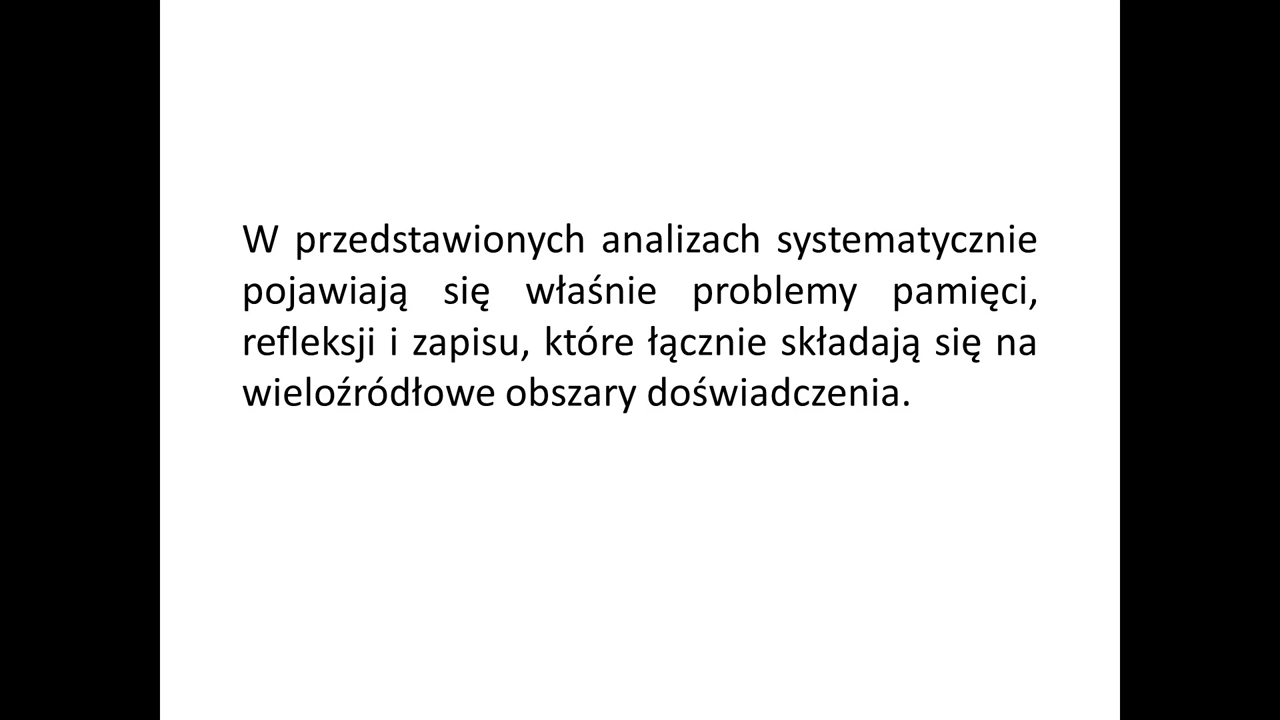 W przedstawionych analizach systematycznie
pojawiają się właśnie problemy pamięci,
refleksji i zapisu, które łącznie składają się na
wieloźródłowe obszary doświadczenia.